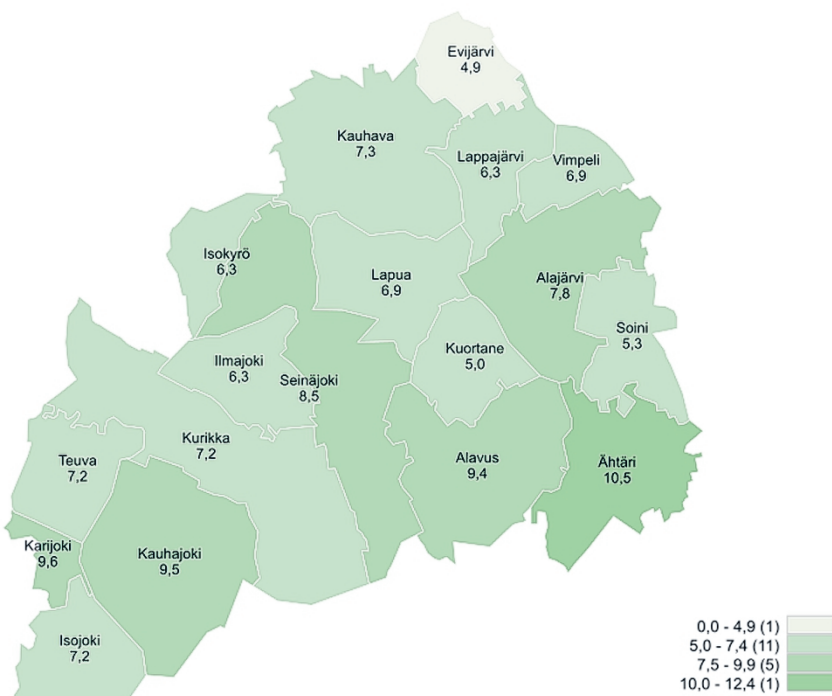 Evijärvi
4,9
Kauhava
7,3
Lappajärvi
6,3
Vimpeli
6,9
Isokyrö
6,3
Lapua
6,9
Alajärvi
7,8
Soini
5,3
Kuortane
5,0
Ilmajoki
6,3
Seinäjoki
8,5
Kurikka
7,2
Teuva
7,2
Alavus
9,4
Ähtäri
10,5
Karijoki
9,6
Kauhajoki
9,5
Isojoki
7,2
0,0 - 4,9 (1)
5,0 - 7,4 (11)
7,5 - 9,9 (5)
10,0 - 12,4 (1)